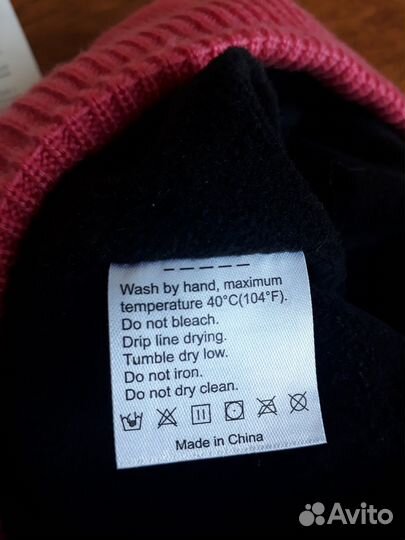 Wash by hand, maximum
temperature 40°C(104°F).
Do not bleach.
Drip line drying.
Tumble dry low.
Do not iron.
Do not dry clean.
Made in China
Avito